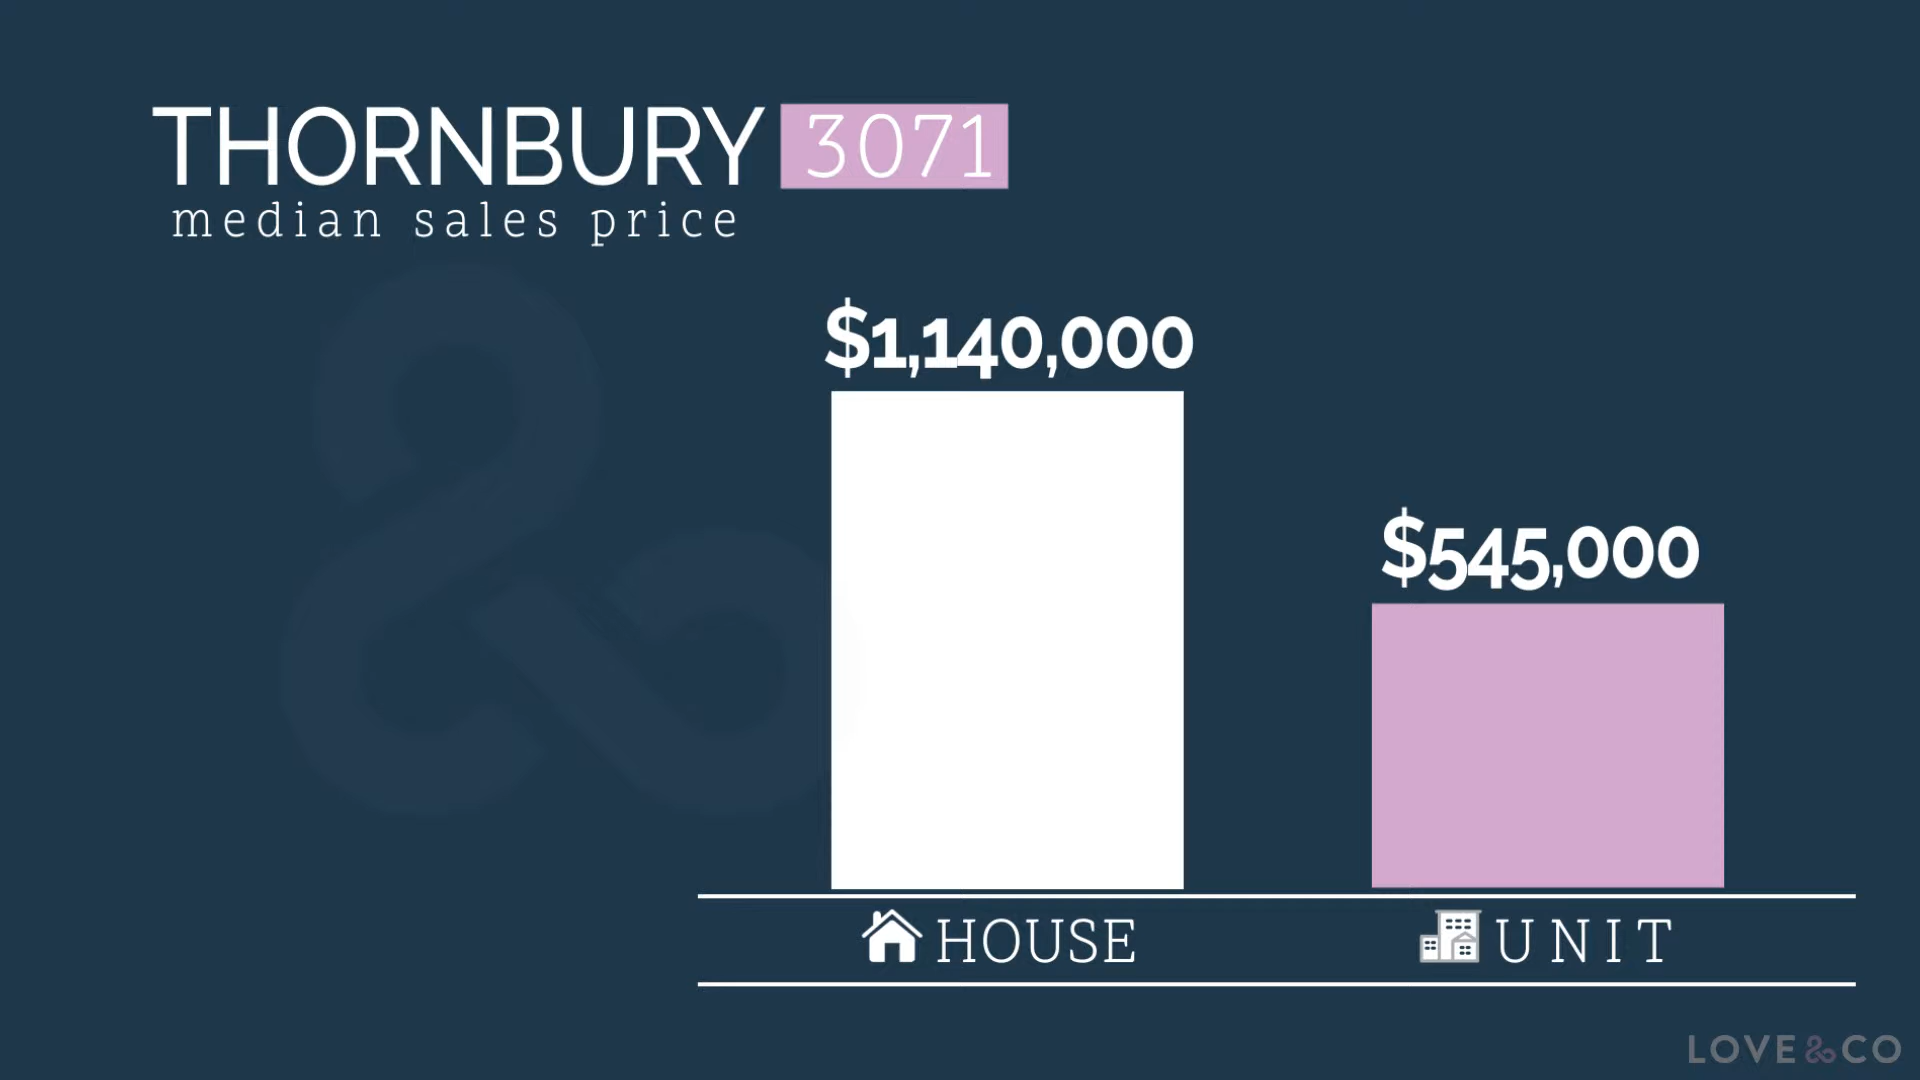 THORNBURY 3071
median sales price
$1,140,000
$545,000
HOUSE
UNIT
LOVE &CO